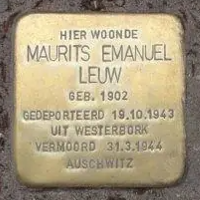 HIER WOONDE
MAURITS EMANUEL
LEUW
GEB. 1902
GEDEPORTEERD 19.10.1943
UIT WESTERBORK
VERMOORD 31.3.1944
AUSCHWITZ